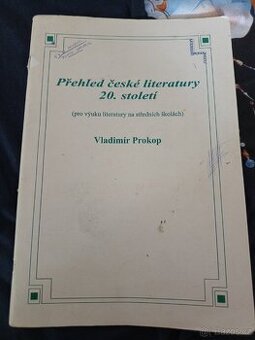 Přehled české literatury
20. století
(pro výuku literatury na středních školách)
Vladimír Prokop